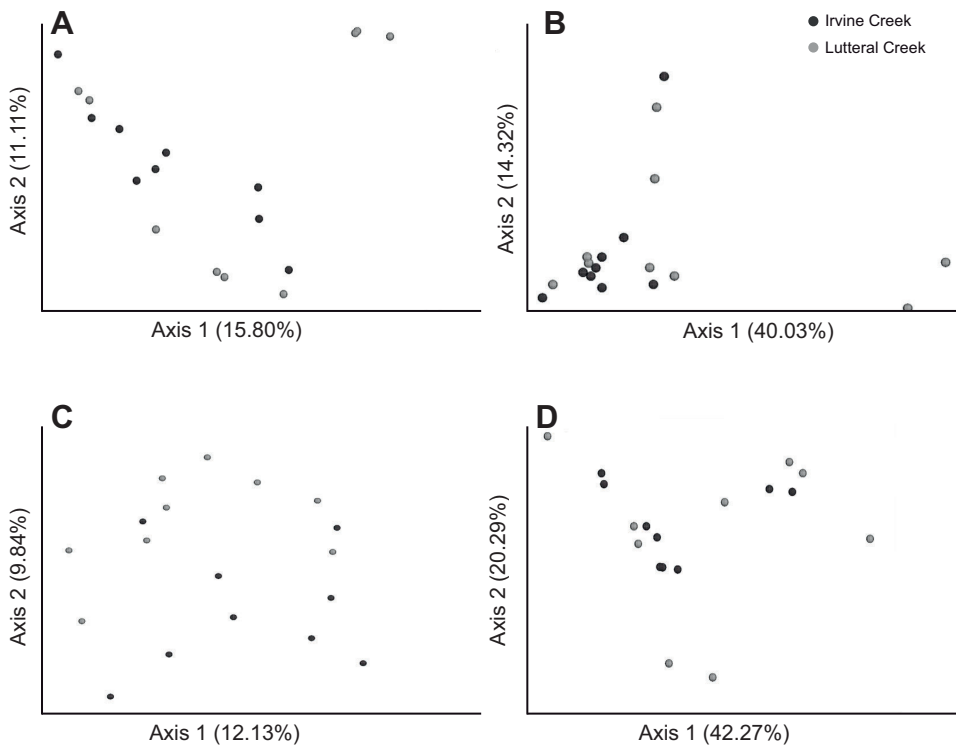 A
Axis 2 (11.11%)
Axis 1 (15.80%)
B
Irvine Creek
Lutteral Creek
Axis 2 (14.32%)
Axis 1 (40.03%)
C
Axis 2 (9.84%)
Axis 1 (12.13%)
D
Axis 2 (20.29%)
Axis 1 (42.27%)